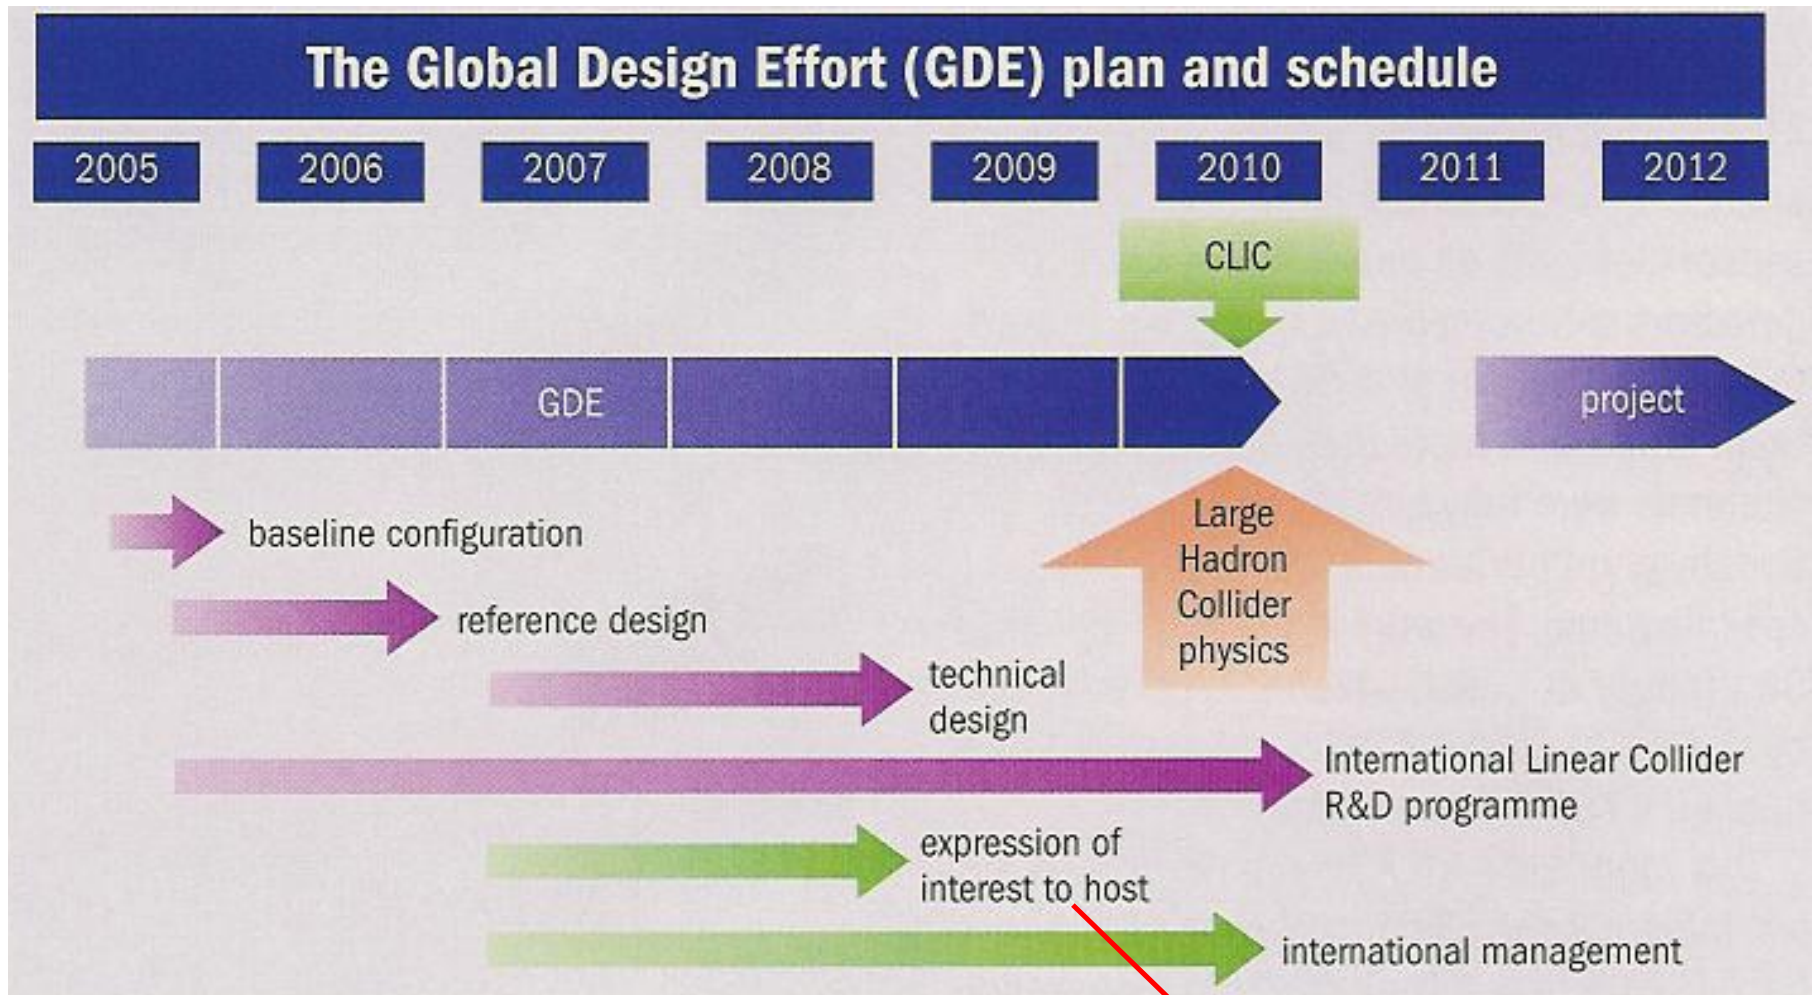 The Global Design Effort (GDE) plan and schedule
2005 2006 2007 2008 2009 2010 2011 2012
CLIC
GDE
project
baseline configuration
reference design
Large
Hadron
Collider
physics
technical
design
International Linear Collider
R&D programme
expression of
interest to host
international management